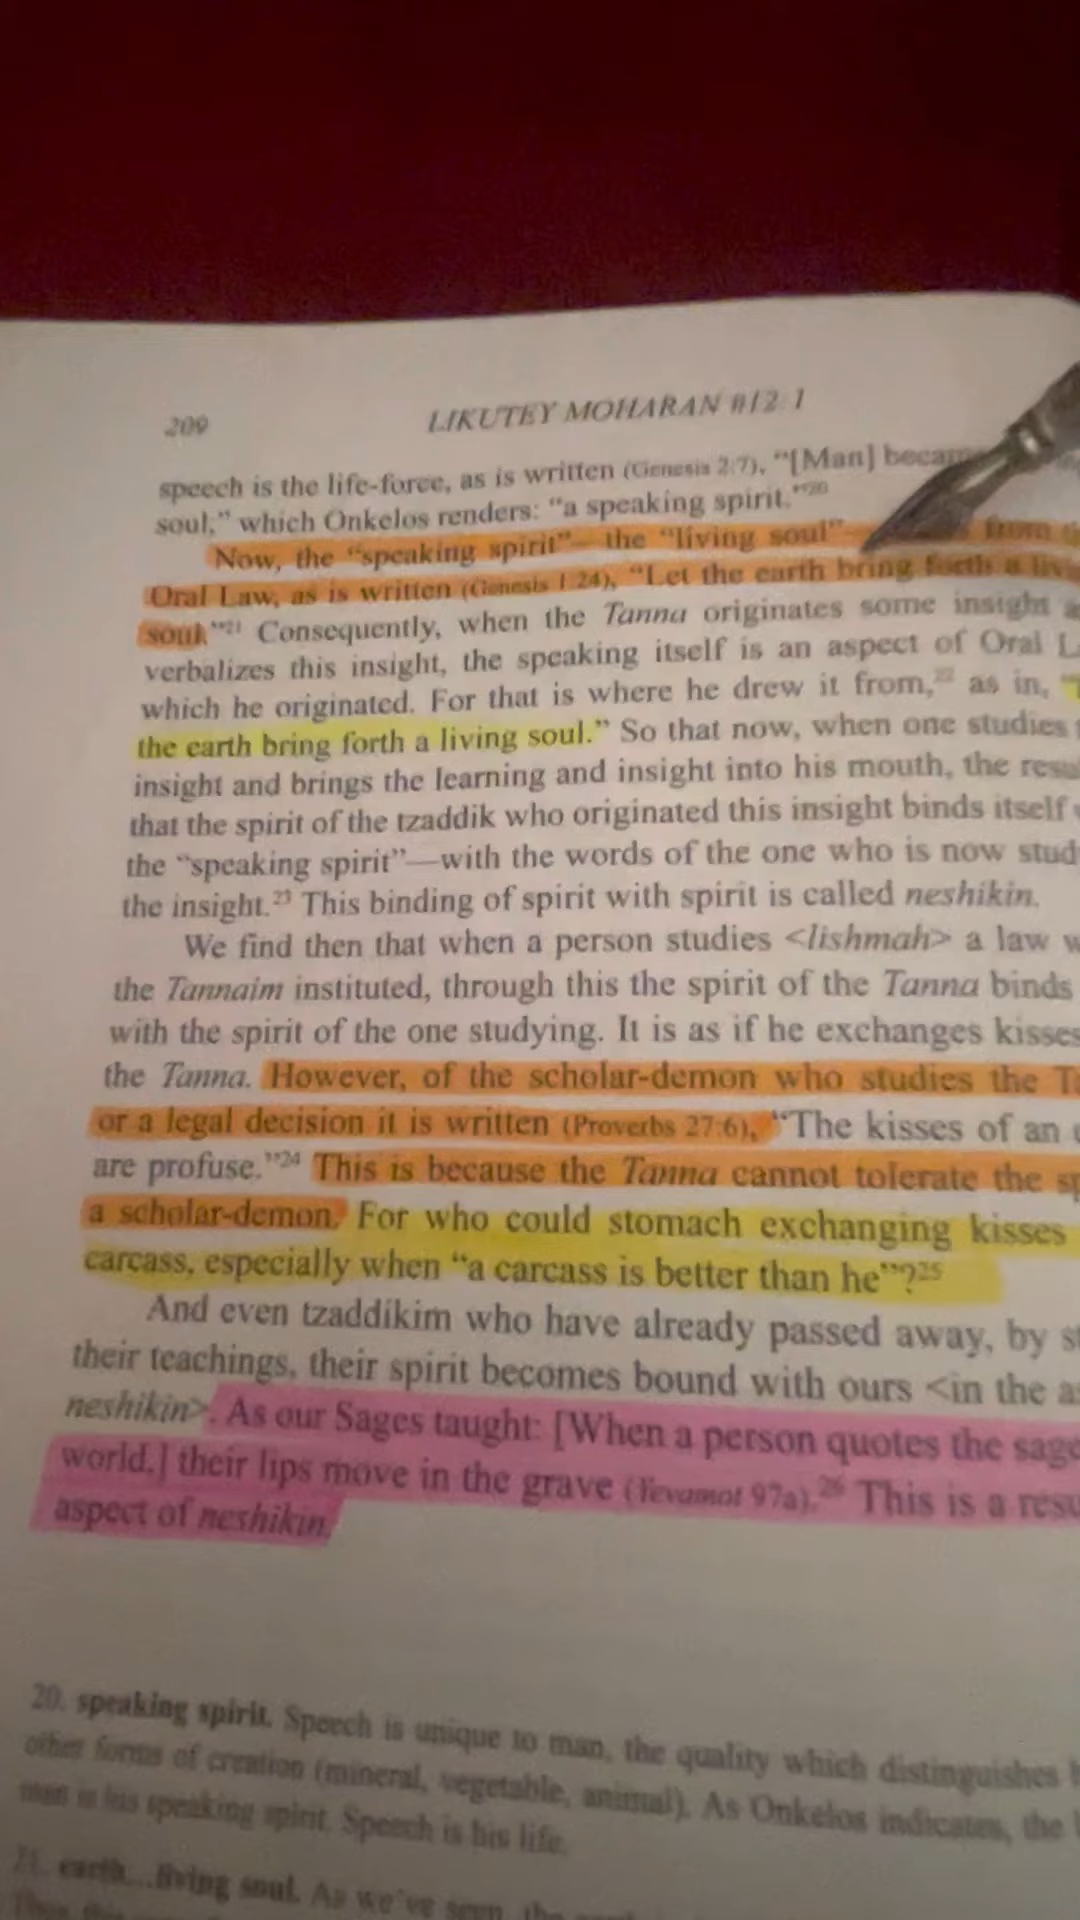 209
LIKUTEY MOHARAN #12:1
speech is the life-force, as is written (Genesis 2:7), “[Man] became
soul,” which Onkelos renders: “a speaking spirit.”20
Now, the “speaking spirit”—the “living soul”— from
Oral Law, as is written (Genesis 1:24), “Let the earth bring forth a
soul.”21 Consequently, when the Tanna originates some insight
verbalizes this insight, the speaking itself is an aspect of Oral
which he originated. For that is where he drew it from,22 as in,
the earth bring forth a living soul.” So that now, when one studies
insight and brings the learning and insight into his mouth, the
that the spirit of the tzaddik who originated this insight binds itself
the “speaking spirit”—with the words of the one who is now
the insight.23 This binding of spirit with spirit is called neshikin.
We find then that when a person studies <lishmah> a law
the Tannaim instituted, through this the spirit of the Tanna binds
with the spirit of the one studying. It is as if he exchanges kisses
the Tanna. However, of the scholar-demon who studies the
or a legal decision it is written (Proverbs 27:6), “The kisses of an
are profuse.”24 This is because the Tanna cannot tolerate the
a scholar-demon. For who could stomach exchanging kisses
carcass, especially when “a carcass is better than he”?25
And even tzaddikim who have already passed away, by
their teachings, their spirit becomes bound with ours <in the
neshikin>. As our Sages taught: [When a person quotes the
world,] their lips move in the grave (Yevamot 97a).26 This is a
aspect of neshikin.
20. speaking spirit. Speech is unique to man, the quality which distinguishes
other forms of creation (mineral, vegetable, animal). As Onkelos indicates, the
man is his speaking spirit. Speech is his life.
21. earth...living soul. As we've seen, the